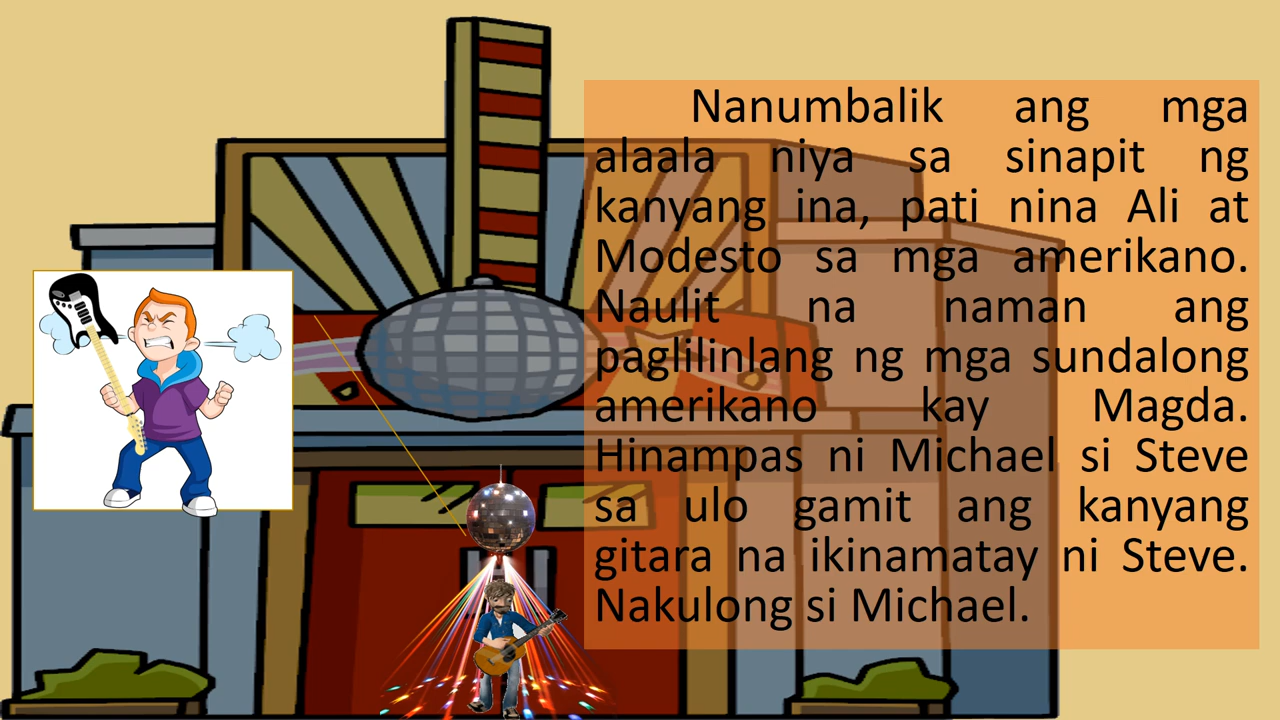 Nanumbalik ang mga
alaala niya sa sinapit ng
kanyang ina, pati nina Ali at
Modesto sa mga amerikano.
Naulit na naman ang
paglilinlang ng mga sundalong
amerikano kay Magda.
Hinampas ni Michael si Steve
sa ulo gamit ang kanyang
gitara na ikinamatay ni Steve.
Nakulong si Michael.